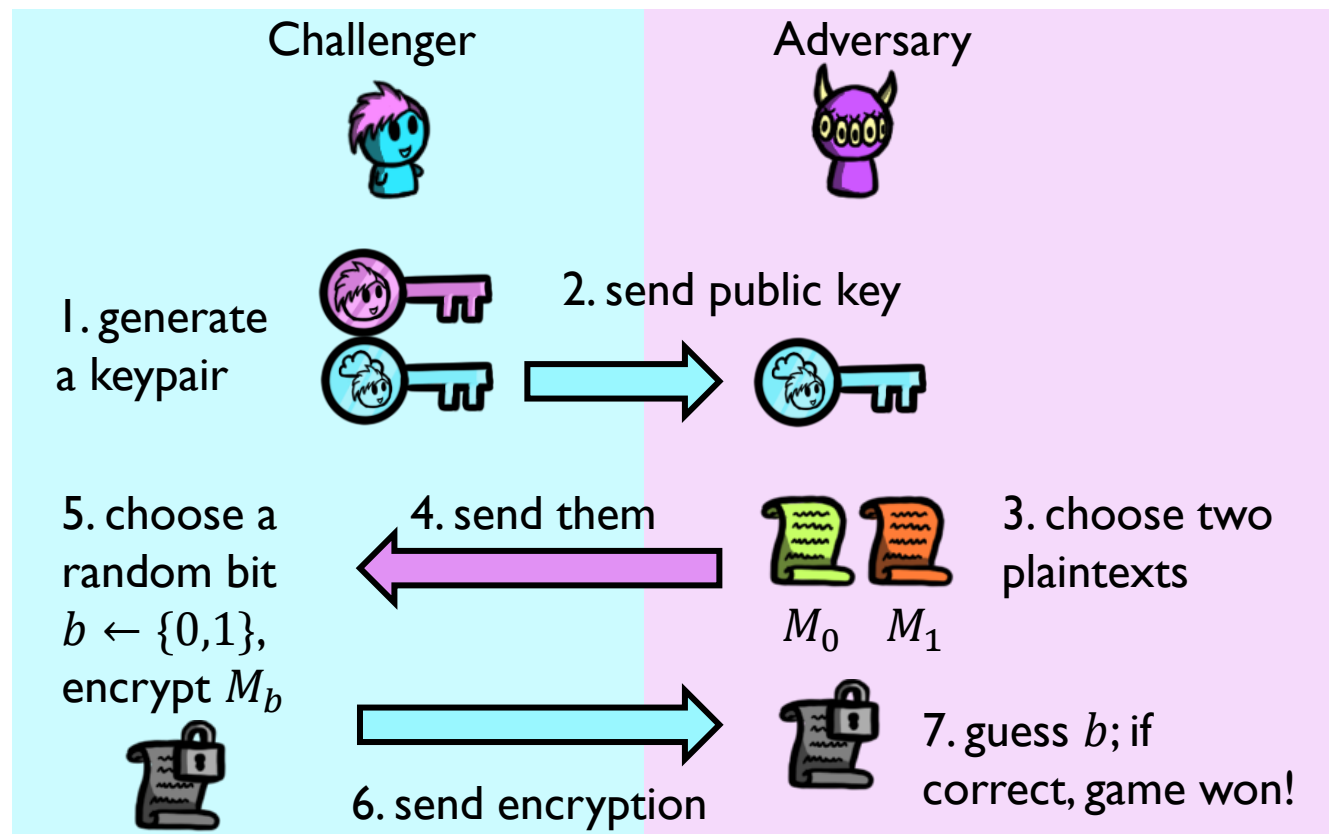 Challenger
Adversary
1. generate
a keypair
2. send public key
3. choose two
plaintexts
M₀ M₁
4. send them
5. choose a
random bit
b ← {0,1},
encrypt M_b
6. send encryption
7. guess b; if
correct, game won!